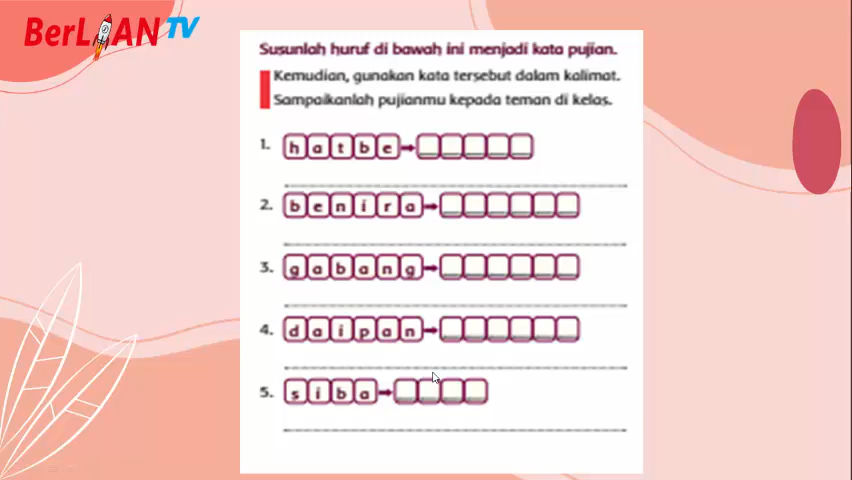 BerLIAN TV
Susunlah huruf di bawah ini menjadi kata pujian.
Kemudian, gunakan kata tersebut dalam kalimat.
Sampaikanlah pujianmu kepada teman di kelas.
1. h a t b e
2. b e n i r a
3. g a b a n g
4. d a i p a n
5. s i b a